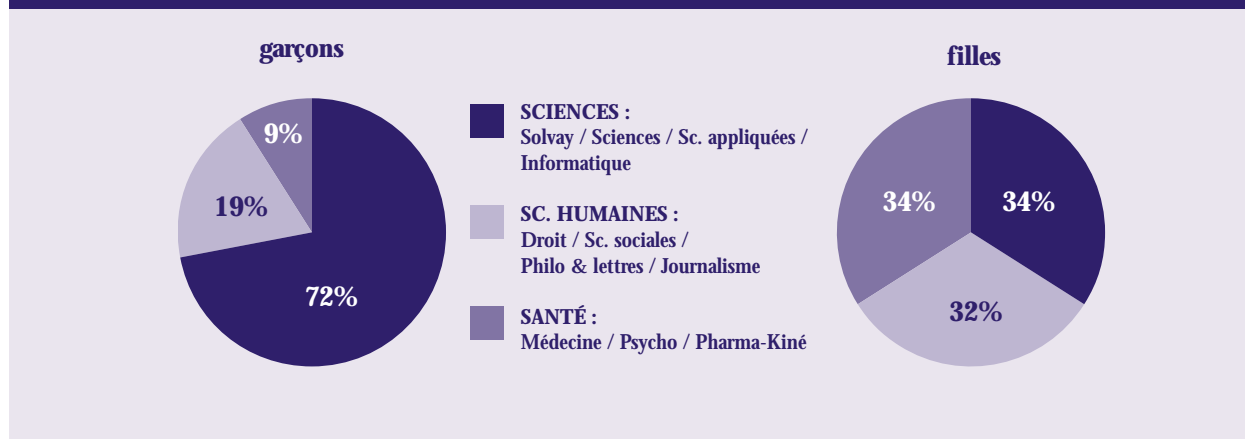 garçons
9%
19%
72%
SCIENCES :
Solvay / Sciences / Sc. appliquées /
Informatique
SC. HUMAINES :
Droit / Sc. sociales /
Philo & lettres / Journalisme
SANTÉ :
Médecine / Psycho / Pharma-Kiné
filles
34%
34%
32%